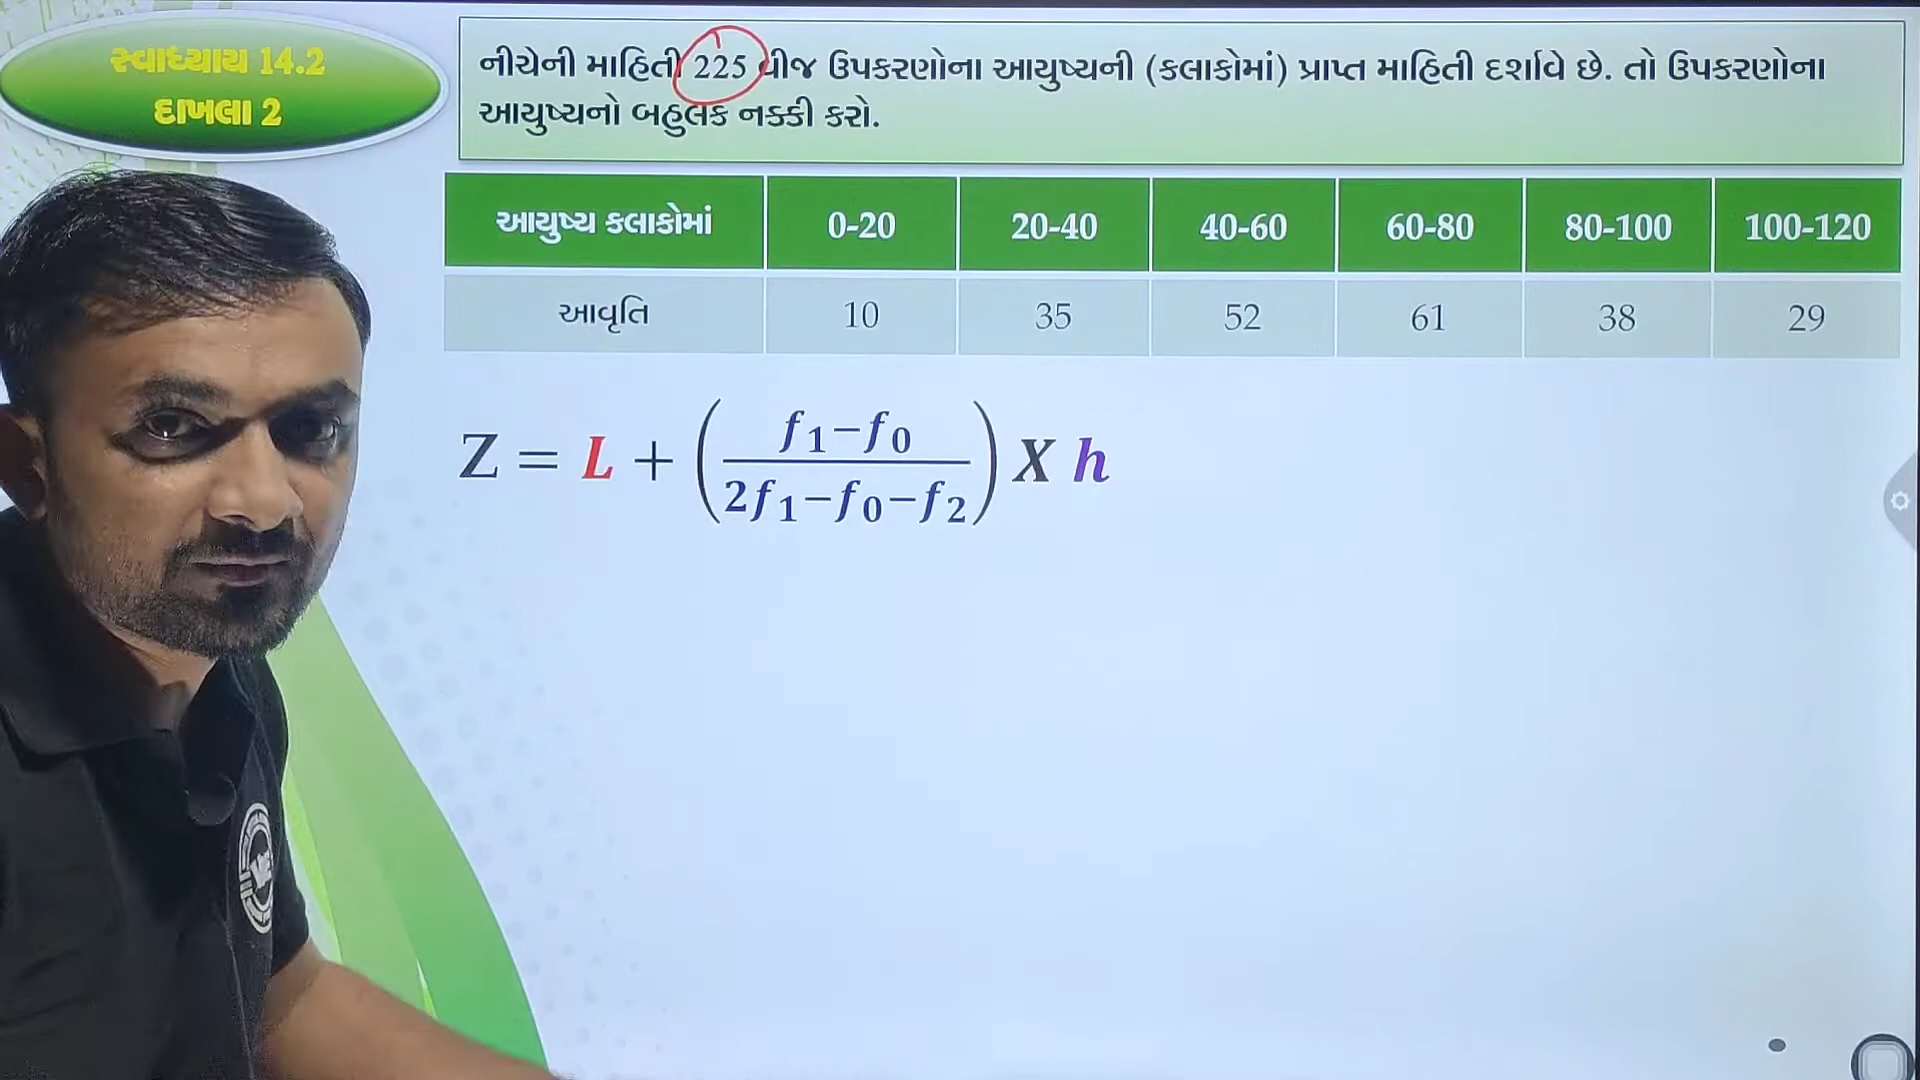 સ્વાધ્યાય 14.2
દાખલા 2
નીચેની માહિતી 225 વીજ ઉપકરણોના આયુષ્યની (કલાકોમાં) પ્રાપ્ત માહિતી દર્શાવે છે. તો ઉપકરણોના
આયુષ્યનો બહુલક નક્કી કરો.
આયુષ્ય કલાકોમાં 0-20 20-40 40-60 60-80 80-100 100-120
આવૃતિ 10 35 52 61 38 29
Z = L + (f₁−f₀ / 2f₁−f₀−f₂) X h